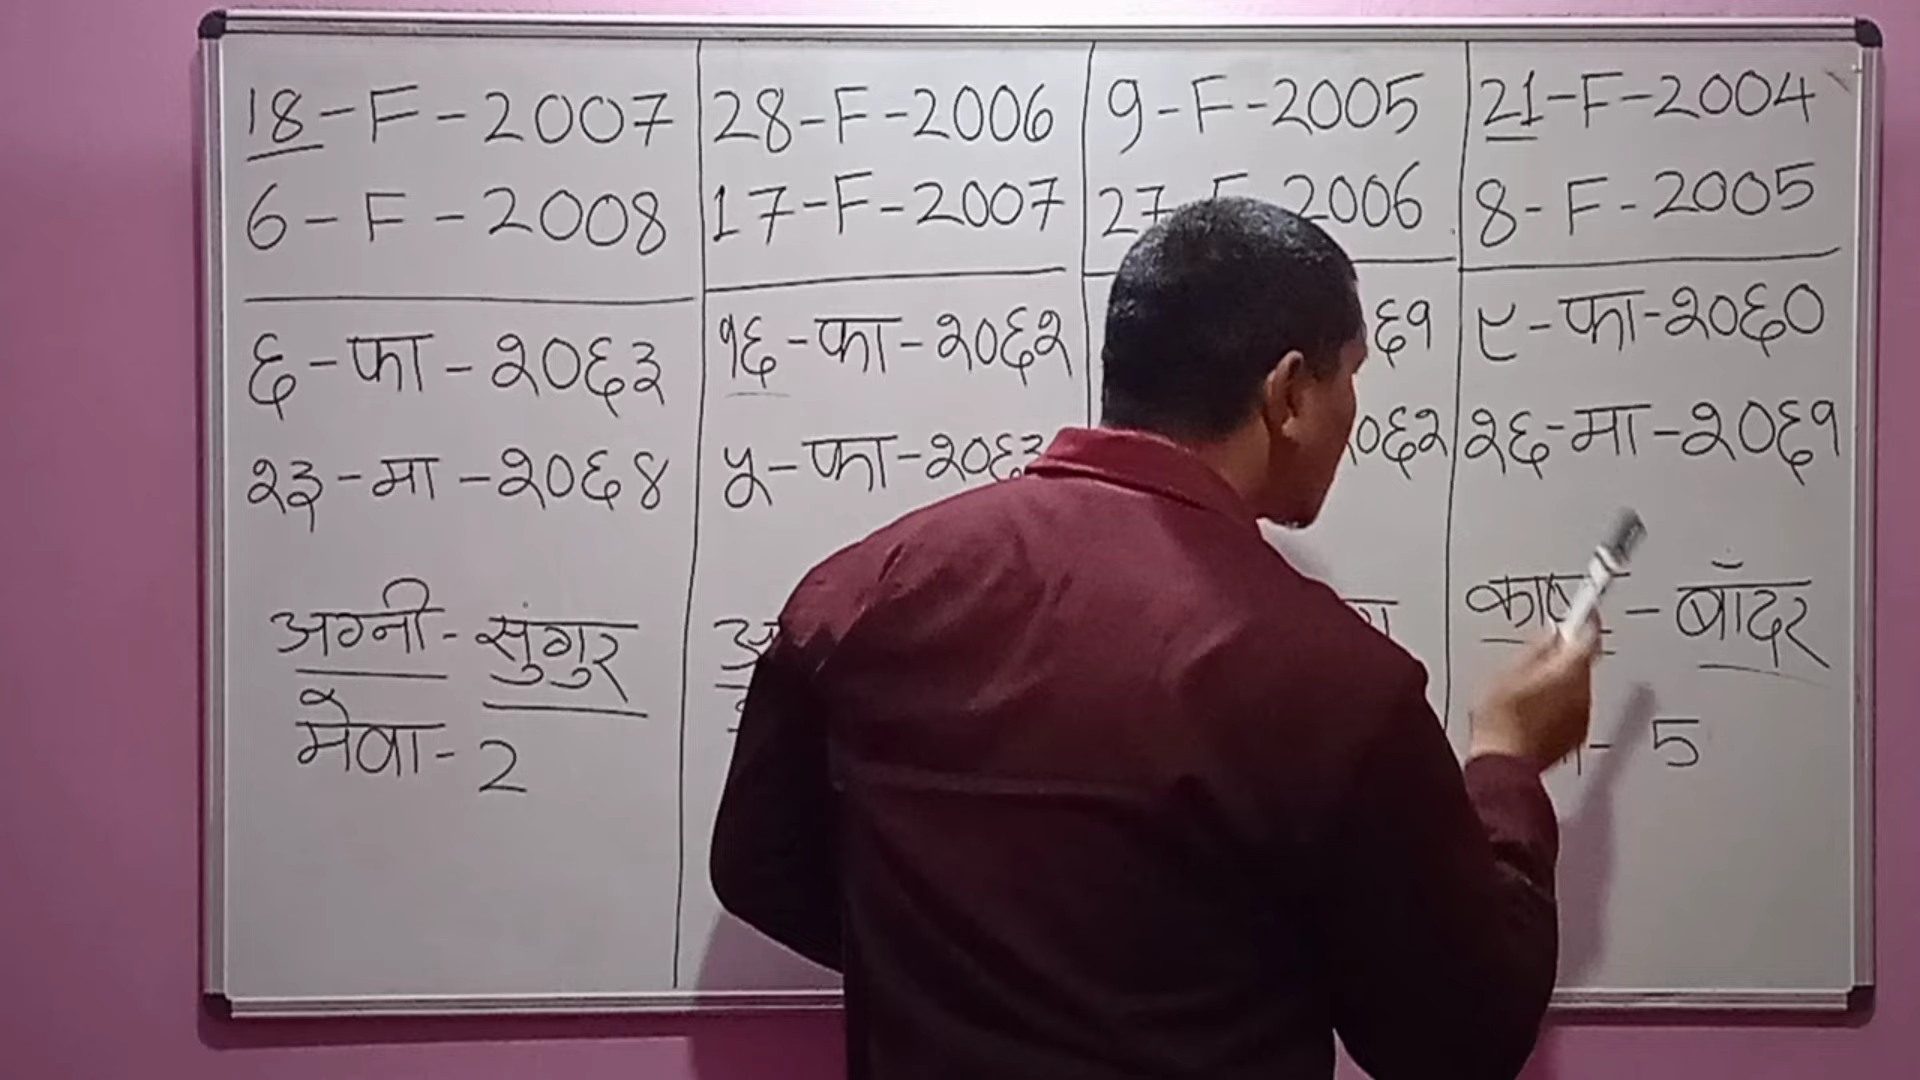 18-F-2007
6-F-2008
६-फा-२०६३
२३-मा-२०६४
अग्नी-सुंगुर
मेवा-2
28-F-2006
17-F-2007
१६-फा-२०६२
५-फा-२०६३
9-F-2005
27-F-2006
६१
२०६२
21-F-2004
8-F-2005
९-फा-२०६०
२६-मा-२०६१
- बाँदर
- 5